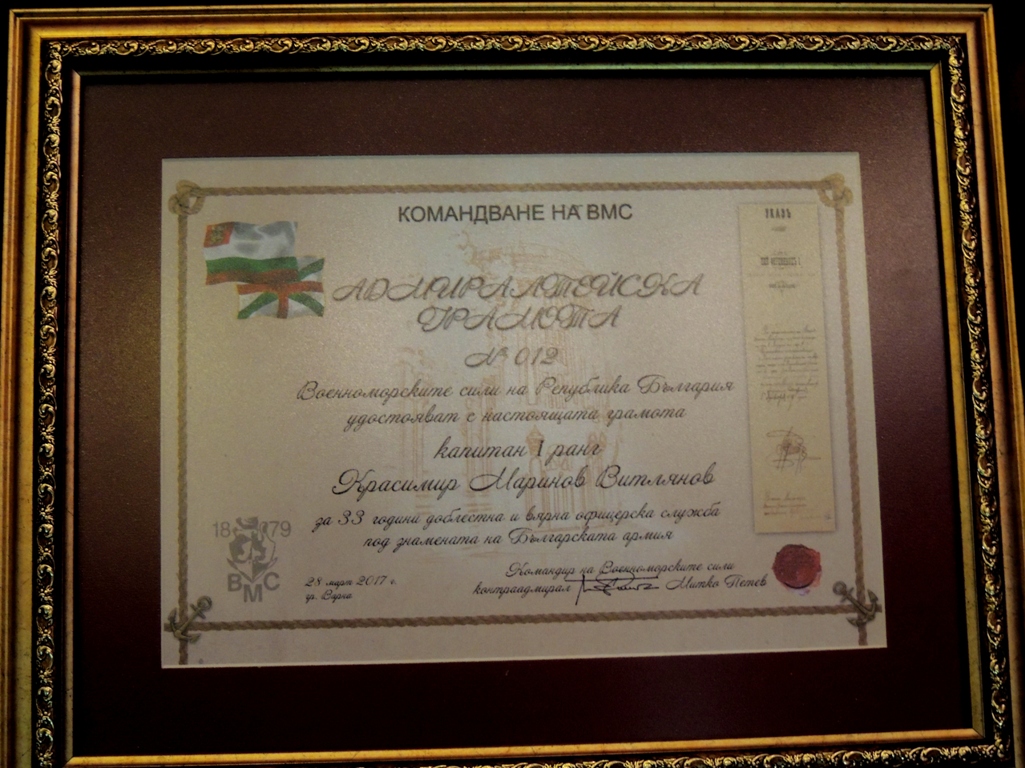 КОМАНДВАНЕ НА ВМС
АДМИРАЛТЕЙСКА
ГРАМОТА
№ 012
Военноморските сили на Република България
удостояват с настоящата грамота
капитан I ранг
Красимир Маринов Витлянов
за 33 години доблестна и вярна офицерска служба
под знамената на Българската армия
Командир на Военноморските сили
контраадмирал Митко Петев
28 март 2017 г.
гр. Варна
1879
ВМС
УКАЗЪ